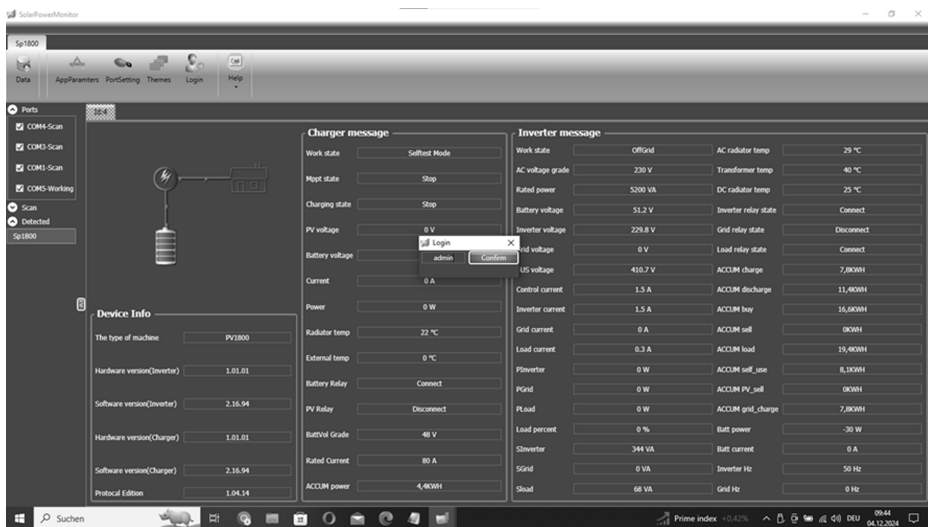 SolarPowerMonitor
Sp1800
Data
AppParamters
PortSetting
Themes
Login
Help
Ports
COM4-Scan
COM3-Scan
COM1-Scan
COM5-Working
Scan
Detected
Sp1800
Device Info
The type of machine PV1800
Hardware version(Inverter) 1.01.01
Software version(Inverter) 2.16.94
Hardware version(Charger) 1.01.01
Software version(Charger) 2.16.94
Protocal Edition 1.04.14
Charger message
Work state Selftest Mode
Mppt state Stop
Charging state Stop
PV voltage 0 V
Battery voltage
Current 0 A
Power 0 W
Radiator temp 22 ℃
External temp 0 ℃
Battery Relay Connect
PV Relay Disconnect
BattVol Grade 48 V
Rated Current 80 A
ACCUM power 4,4KWH
Login
admin Confirm
Inverter message
Work state OffGrid AC radiator temp 29 ℃
AC voltage grade 230 V Transformer temp 40 ℃
Rated power 5200 VA DC radiator temp 25 ℃
Battery voltage 51.2 V Inverter relay state Connect
Inverter voltage 229.8 V Grid relay state Disconnect
rid voltage 0 V Load relay state Connect
US voltage 410.7 V ACCUM charge 7,8KWH
Control current 1.5 A ACCUM discharge 11,4KWH
Inverter current 1.5 A ACCUM buy 16,6KWH
Grid current 0 A ACCUM sell 0KWH
Load current 0.3 A ACCUM load 19,4KWH
PInverter 0 W ACCUM self_use 8,1KWH
PGrid 0 W ACCUM PV_sell 0KWH
PLoad 0 W ACCUM grid_charge 7,8KWH
Load percent 0 % Batt power -30 W
SInverter 344 VA Batt current 0 A
SGrid 0 VA Inverter Hz 50 Hz
Sload 68 VA Grid Hz 0 Hz
Suchen
Prime index +0.42%
DEU
09:44
04.12.2024